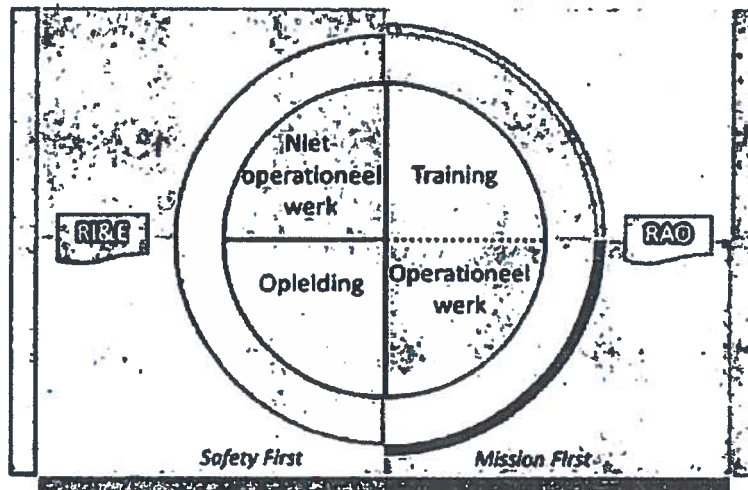 Niet-
operationeel
werk
Training
RI&E
RAO
Opleiding
Operationeel
werk
Safety First
Mission First